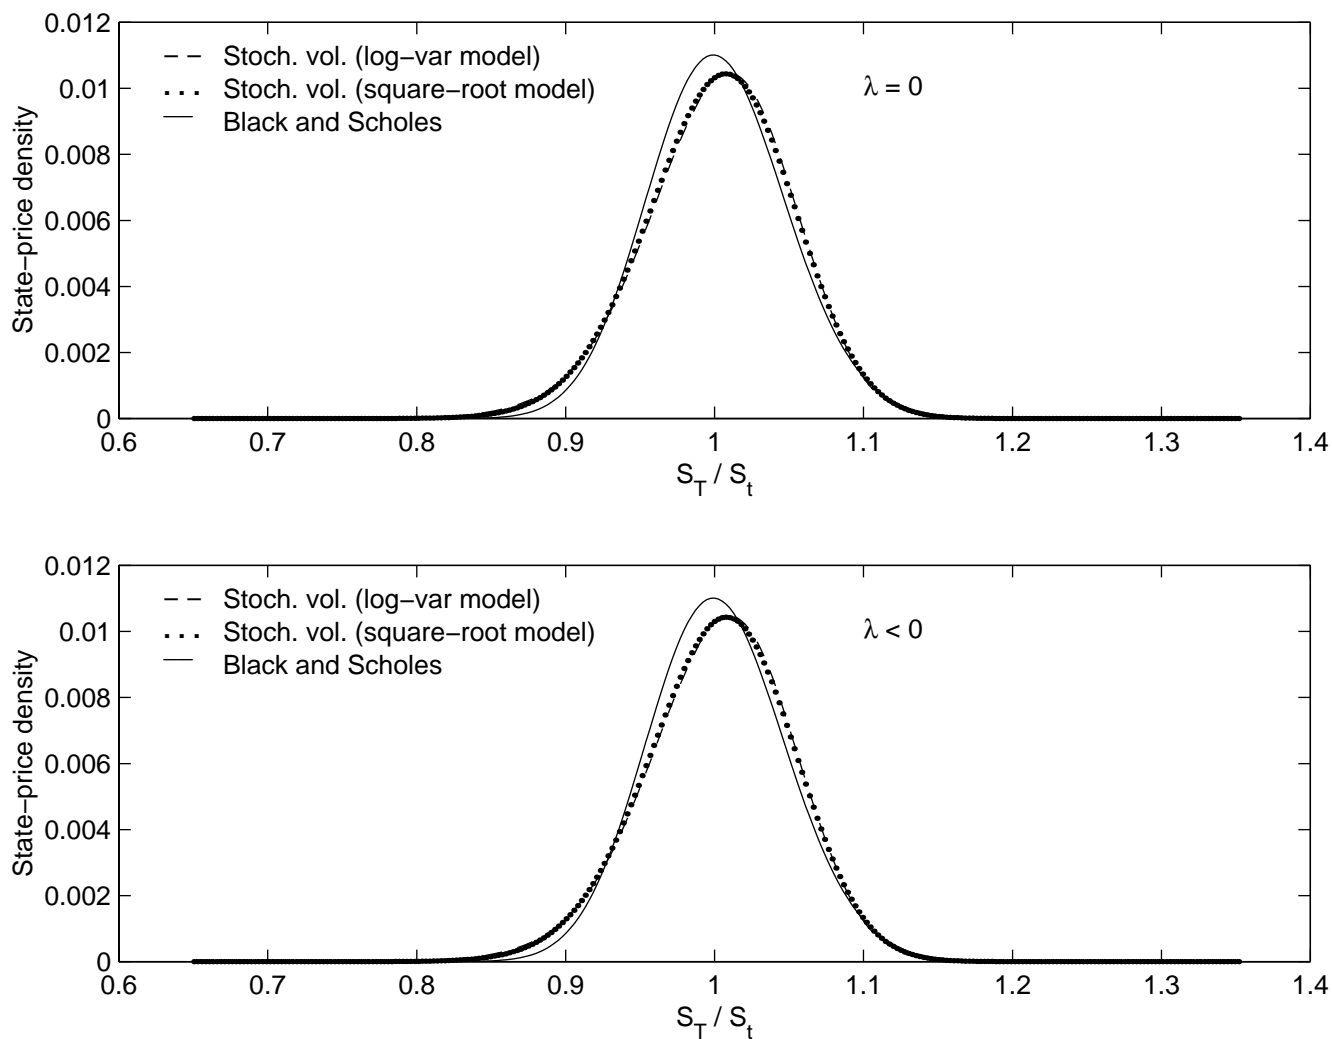 0.012
0.01
0.008
0.006
0.004
0.002
0
State−price density
− − Stoch. vol. (log−var model)
Stoch. vol. (square−root model)
Black and Scholes
λ = 0
0.6 0.7 0.8 0.9 1 1.1 1.2 1.3 1.4
S_T / S_t
0.012
0.01
0.008
0.006
0.004
0.002
0
State−price density
Stoch. vol. (log−var model)
Stoch. vol. (square−root model)
Black and Scholes
λ < 0
0.6 0.7 0.8 0.9 1 1.1 1.2 1.3 1.4
S_T / S_t